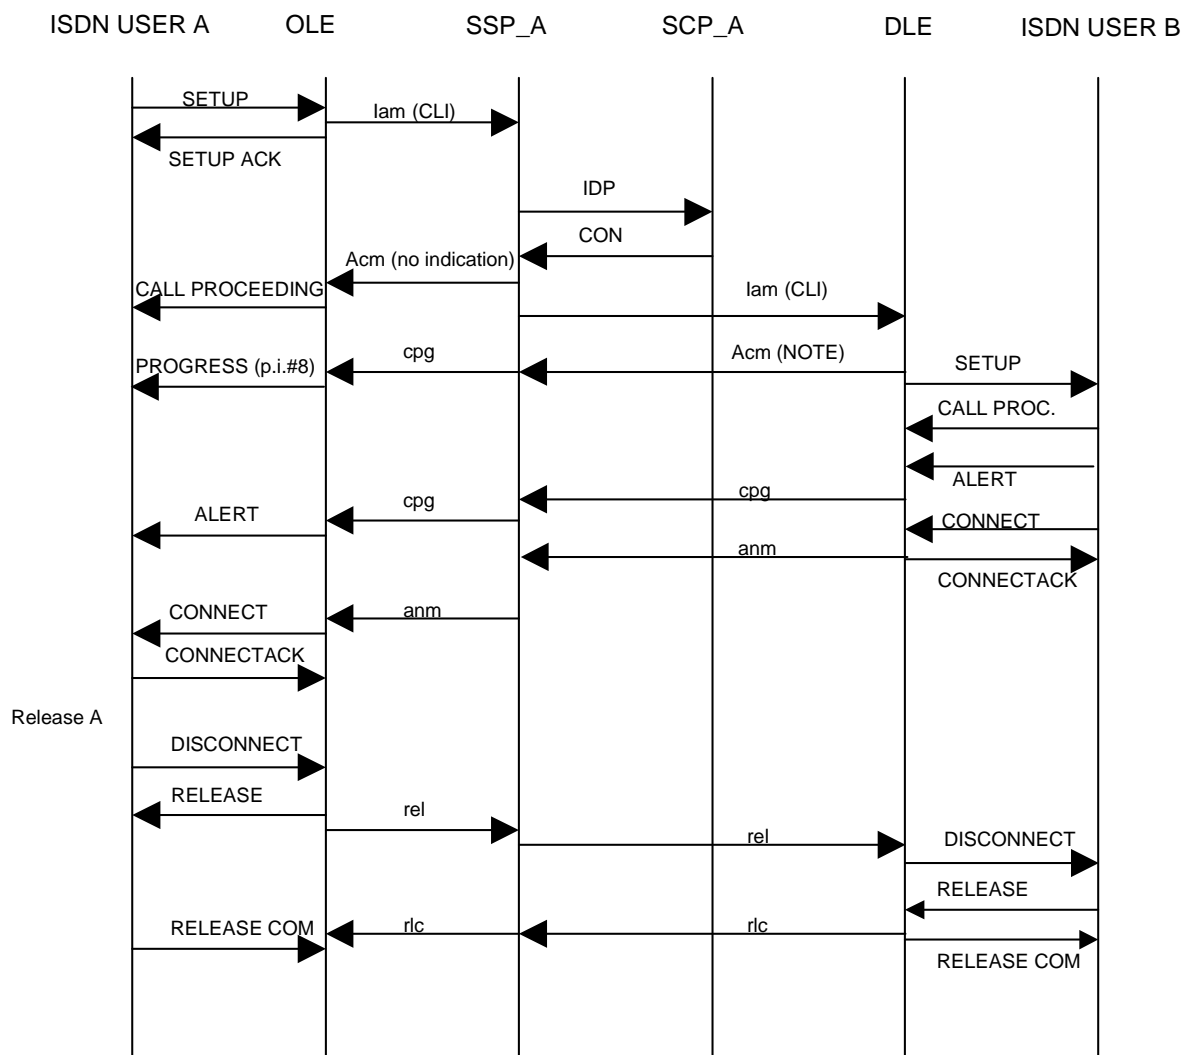 ISDN USER A OLE SSP_A SCP_A DLE ISDN USER B
SETUP
Iam (CLI)
SETUP ACK
IDP
CON
Acm (no indication)
CALL PROCEEDING
Iam (CLI)
cpg
Acm (NOTE)
PROGRESS (p.i.#8)
SETUP
CALL PROC.
ALERT
cpg
cpg
ALERT
CONNECT
anm
CONNECTACK
CONNECT
anm
CONNECTACK
Release A
DISCONNECT
RELEASE
rel
rel
DISCONNECT
RELEASE
RELEASE COM
rlc
rlc
RELEASE COM